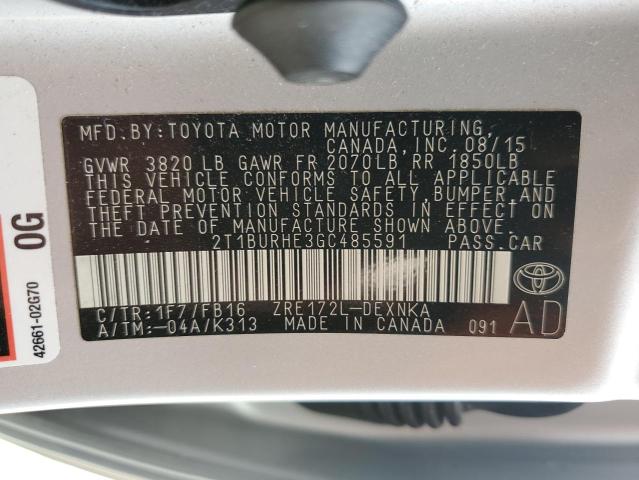 MFD.BY:TOYOTA MOTOR MANUFACTURING,
CANADA,INC. 08/15
GVWR 3820 LB GAWR FR 2070LB RR 1850LB
THIS VEHICLE CONFORMS TO ALL APPLICABLE
FEDERAL MOTOR VEHICLE SAFETY,BUMPER,AND
THEFT PREVENTION STANDARDS IN EFFECT ON
THE DATE OF MANUFACTURE SHOWN ABOVE.
2T1BURHE3GC485591 PASS.CAR
C/TR:1F7/FB16 ZRE172L-DEXNKA
A/TM:-04A/K313 MADE IN CANADA 091
AD
0G
42661-02G70